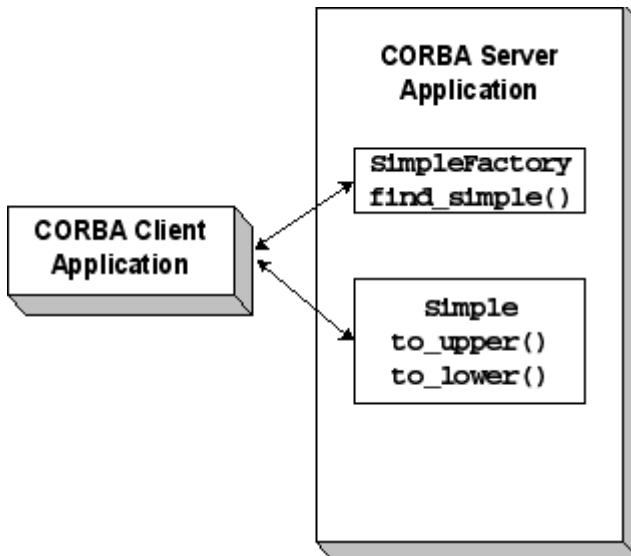 CORBA Server
Application
SimpleFactory
find_simple()
CORBA Client
Application
Simple
to_upper()
to_lower()